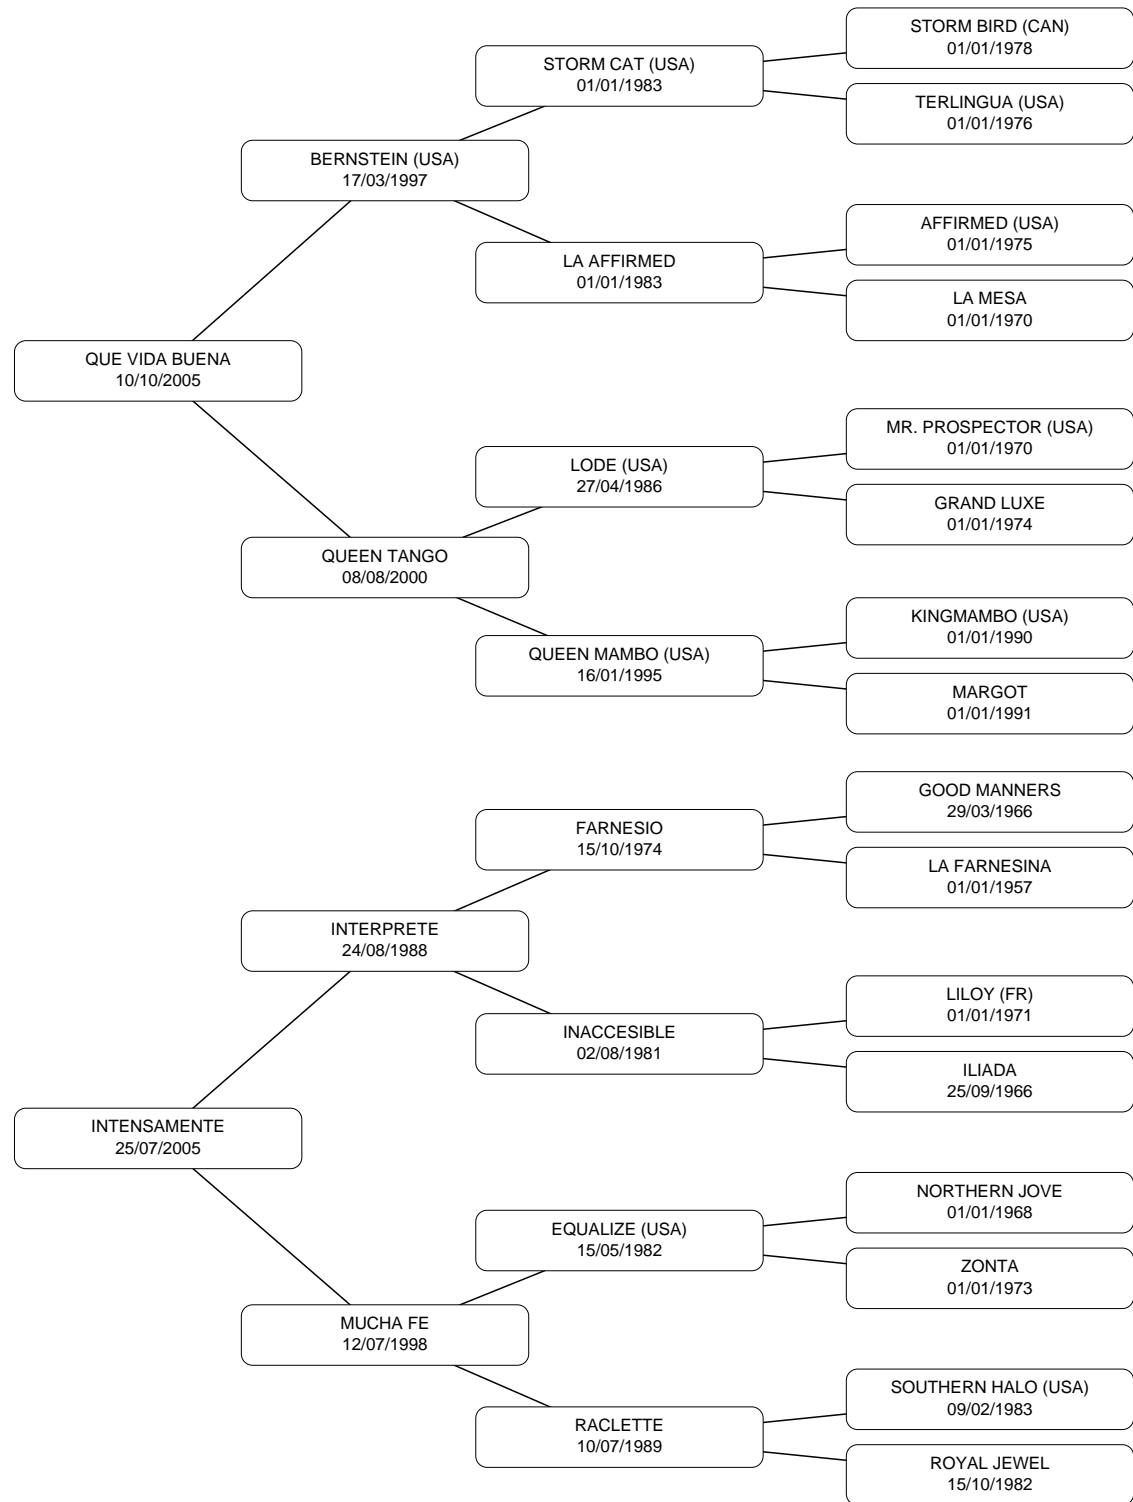 STORM BIRD (CAN)
01/01/1978
STORM CAT (USA)
01/01/1983
TERLINGUA (USA)
01/01/1976
BERNSTEIN (USA)
17/03/1997
AFFIRMED (USA)
01/01/1975
LA AFFIRMED
01/01/1983
LA MESA
01/01/1970
QUE VIDA BUENA
10/10/2005
MR. PROSPECTOR (USA)
01/01/1970
LODE (USA)
27/04/1986
GRAND LUXE
01/01/1974
QUEEN TANGO
08/08/2000
KINGMAMBO (USA)
01/01/1990
QUEEN MAMBO (USA)
16/01/1995
MARGOT
01/01/1991
GOOD MANNERS
29/03/1966
FARNESIO
15/10/1974
LA FARNESINA
01/01/1957
INTERPRETE
24/08/1988
LILOY (FR)
01/01/1971
INACCESIBLE
02/08/1981
ILIADA
25/09/1966
INTENSAMENTE
25/07/2005
NORTHERN JOVE
01/01/1968
EQUALIZE (USA)
15/05/1982
ZONTA
01/01/1973
MUCHA FE
12/07/1998
SOUTHERN HALO (USA)
09/02/1983
RACLETTE
10/07/1989
ROYAL JEWEL
15/10/1982